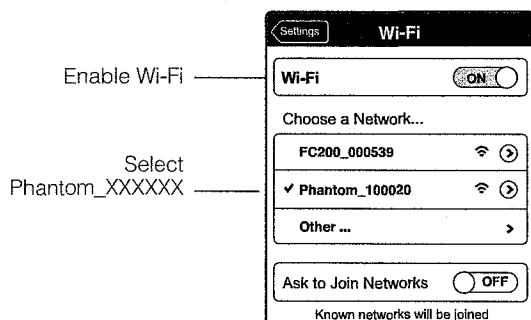 Settings
Wi-Fi
Enable Wi-Fi
Wi-Fi
ON
Choose a Network...
FC200_000539
Select
Phantom_XXXXXX
✓ Phantom_100020
Other ...
Ask to Join Networks
OFF
Known networks will be joined